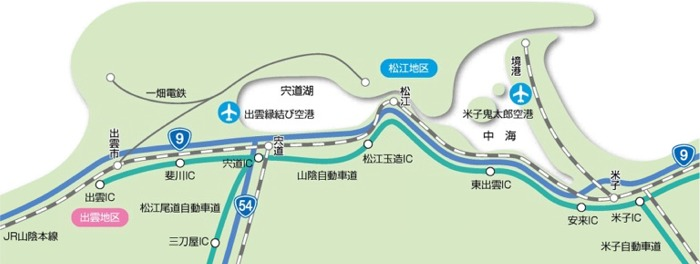 境港
松江地区
一畑電鉄
宍道湖
松江
出雲縁結び空港
米子鬼太郎空港
中海
出雲市
9
宍道
9
斐川IC
宍道IC
山陰自動車道
松江玉造IC
東出雲IC
米子
出雲IC
出雲地区
松江尾道自動車道
54
安来IC
米子IC
JR山陰本線
三刀屋IC
米子自動車道